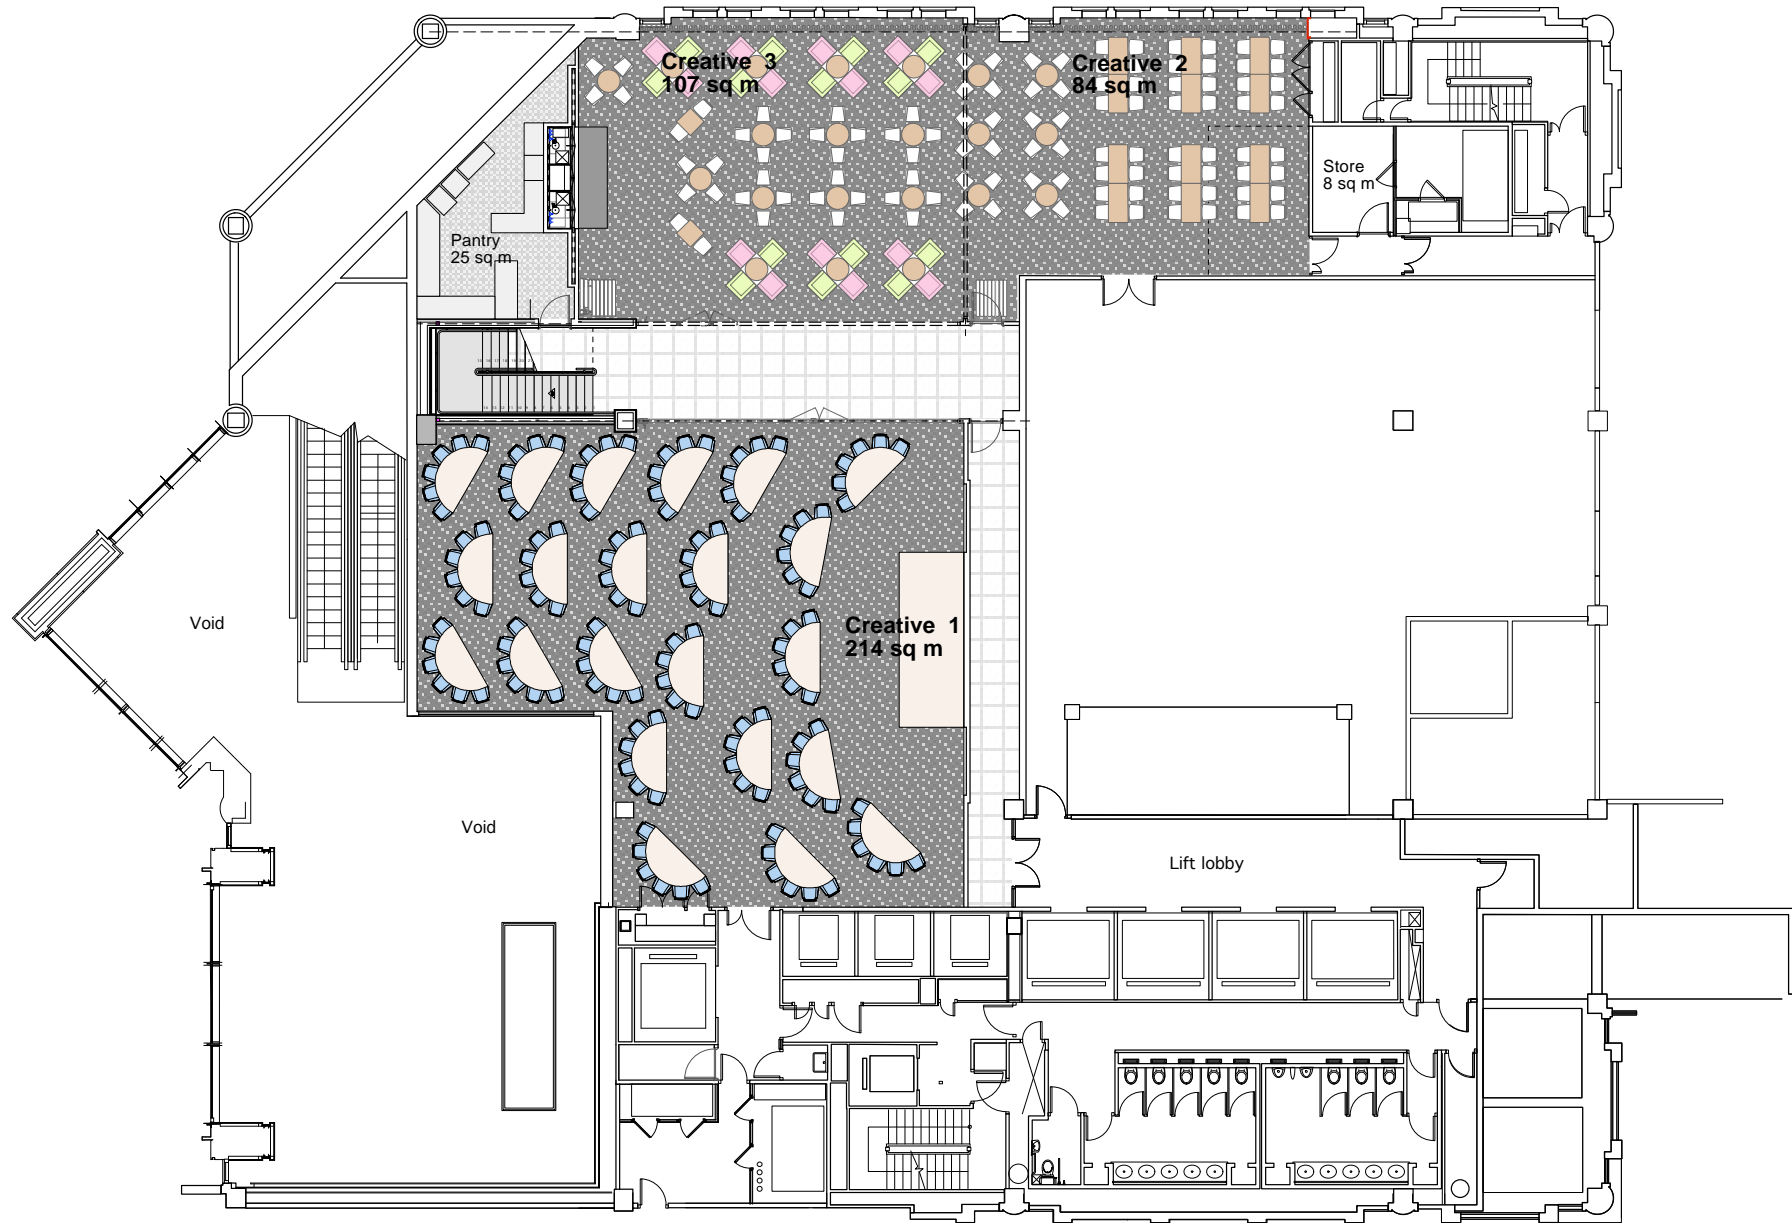 Creative 3
107 sq m
Creative 2
84 sq m
Store
8 sq m
Pantry
25 sq m
Creative 1
214 sq m
Void
Void
Lift lobby